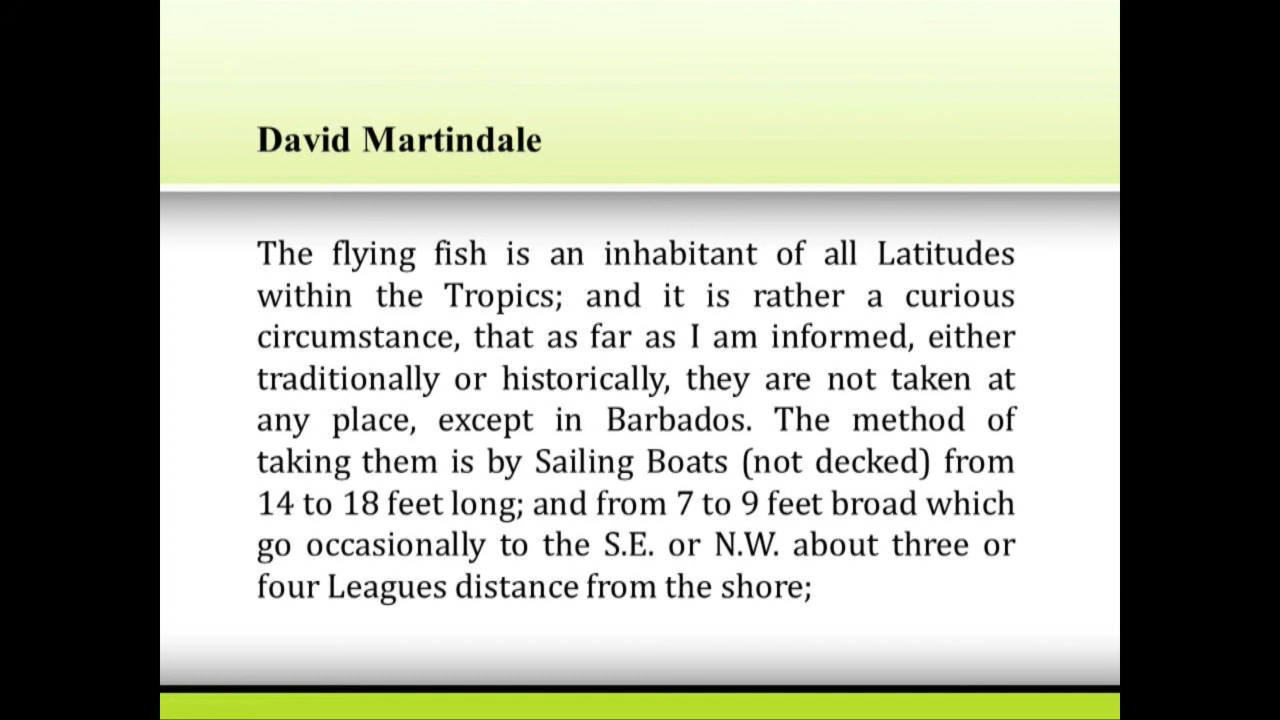 David Martindale
The flying fish is an inhabitant of all Latitudes
within the Tropics; and it is rather a curious
circumstance, that as far as I am informed, either
traditionally or historically, they are not taken at
any place, except in Barbados. The method of
taking them is by Sailing Boats (not decked) from
14 to 18 feet long; and from 7 to 9 feet broad which
go occasionally to the S.E. or N.W. about three or
four Leagues distance from the shore;